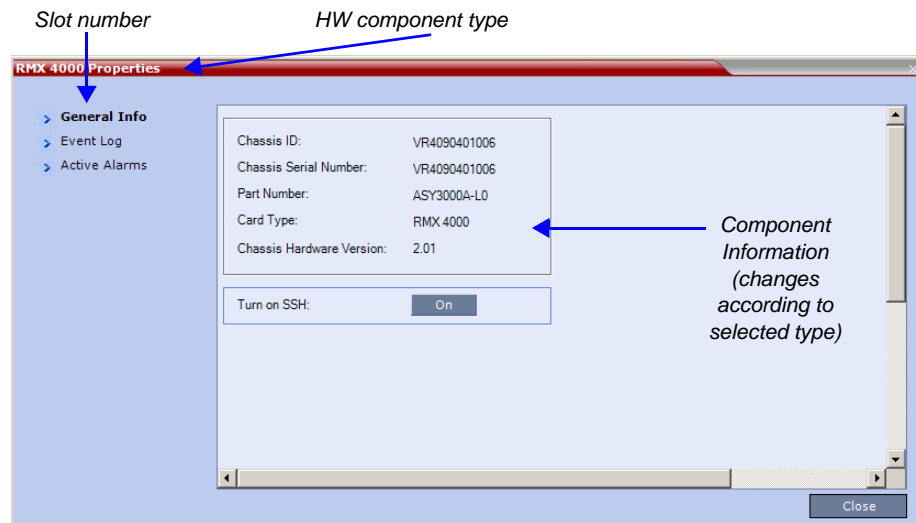 Slot number
HW component type
RMX 4000 Properties
General Info
Event Log
Active Alarms
Chassis ID: VR4090401006
Chassis Serial Number: VR4090401006
Part Number: ASY3000A-L0
Card Type: RMX 4000
Chassis Hardware Version: 2.01
Turn on SSH: On
Component
Information
(changes
according to
selected type)
Close